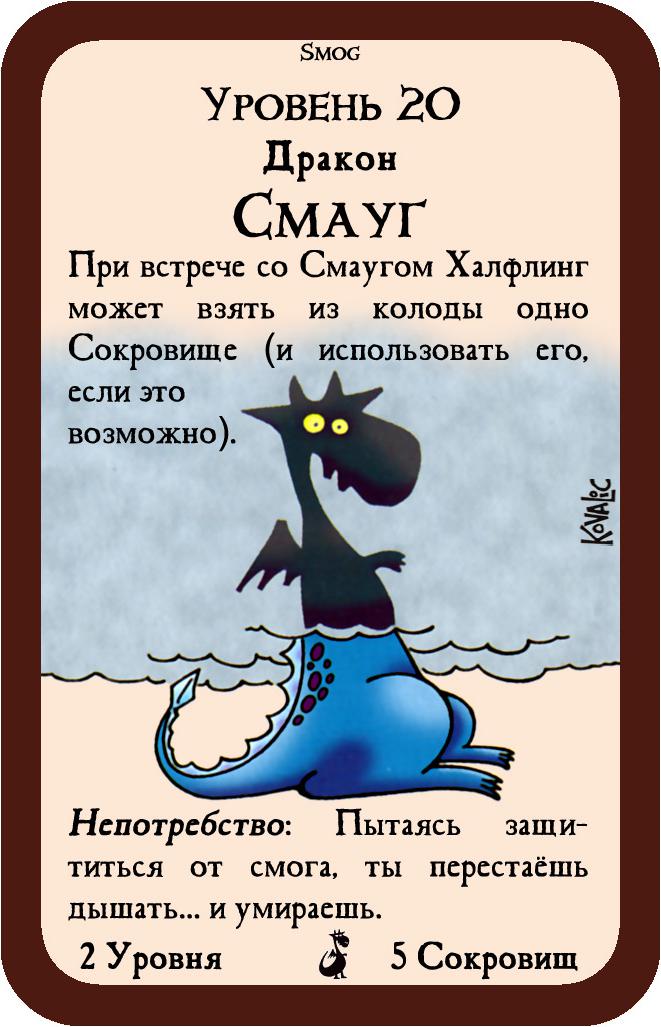 Smog
Уровень 20
Дракон
Смауг
При встрече со Смаугом Халфлинг
может взять из колоды одно
Сокровище (и использовать его,
если это
возможно).
Kovalic
Непотребство: Пытаясь защи-
титься от смога, ты перестаёшь
дышать... и умираешь.
2 Уровня 5 Сокровищ